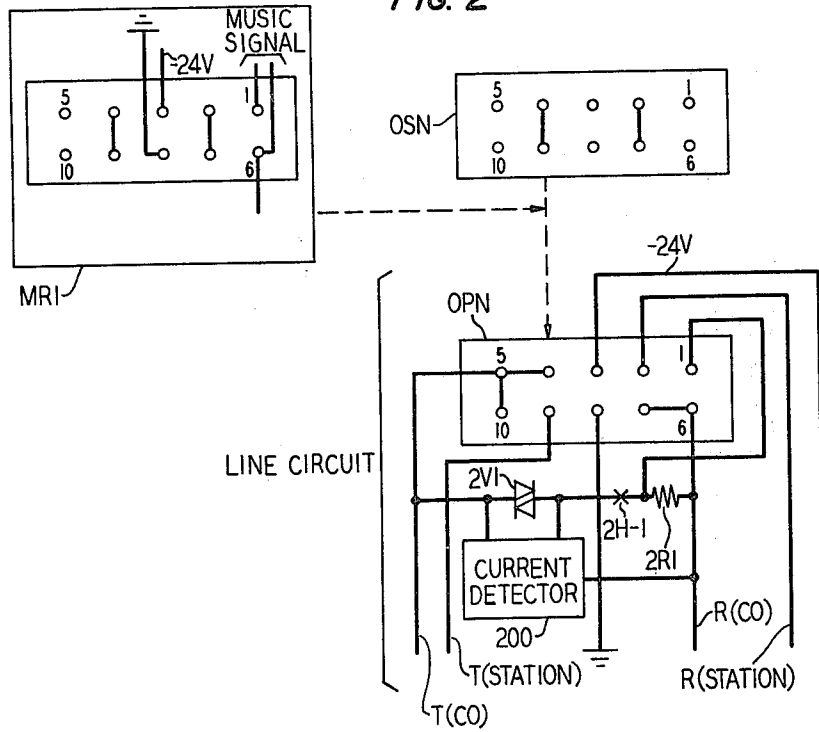 FIG. 2
MUSIC
SIGNAL
-24V
5
1
10
6
MRI
OSN
5
1
10
6
-24V
OPN
5
1
10
6
LINE CIRCUIT
2V1
2H-1
2R1
CURRENT
DETECTOR
200
R(CO)
T(STATION)
R(STATION)
T(CO)